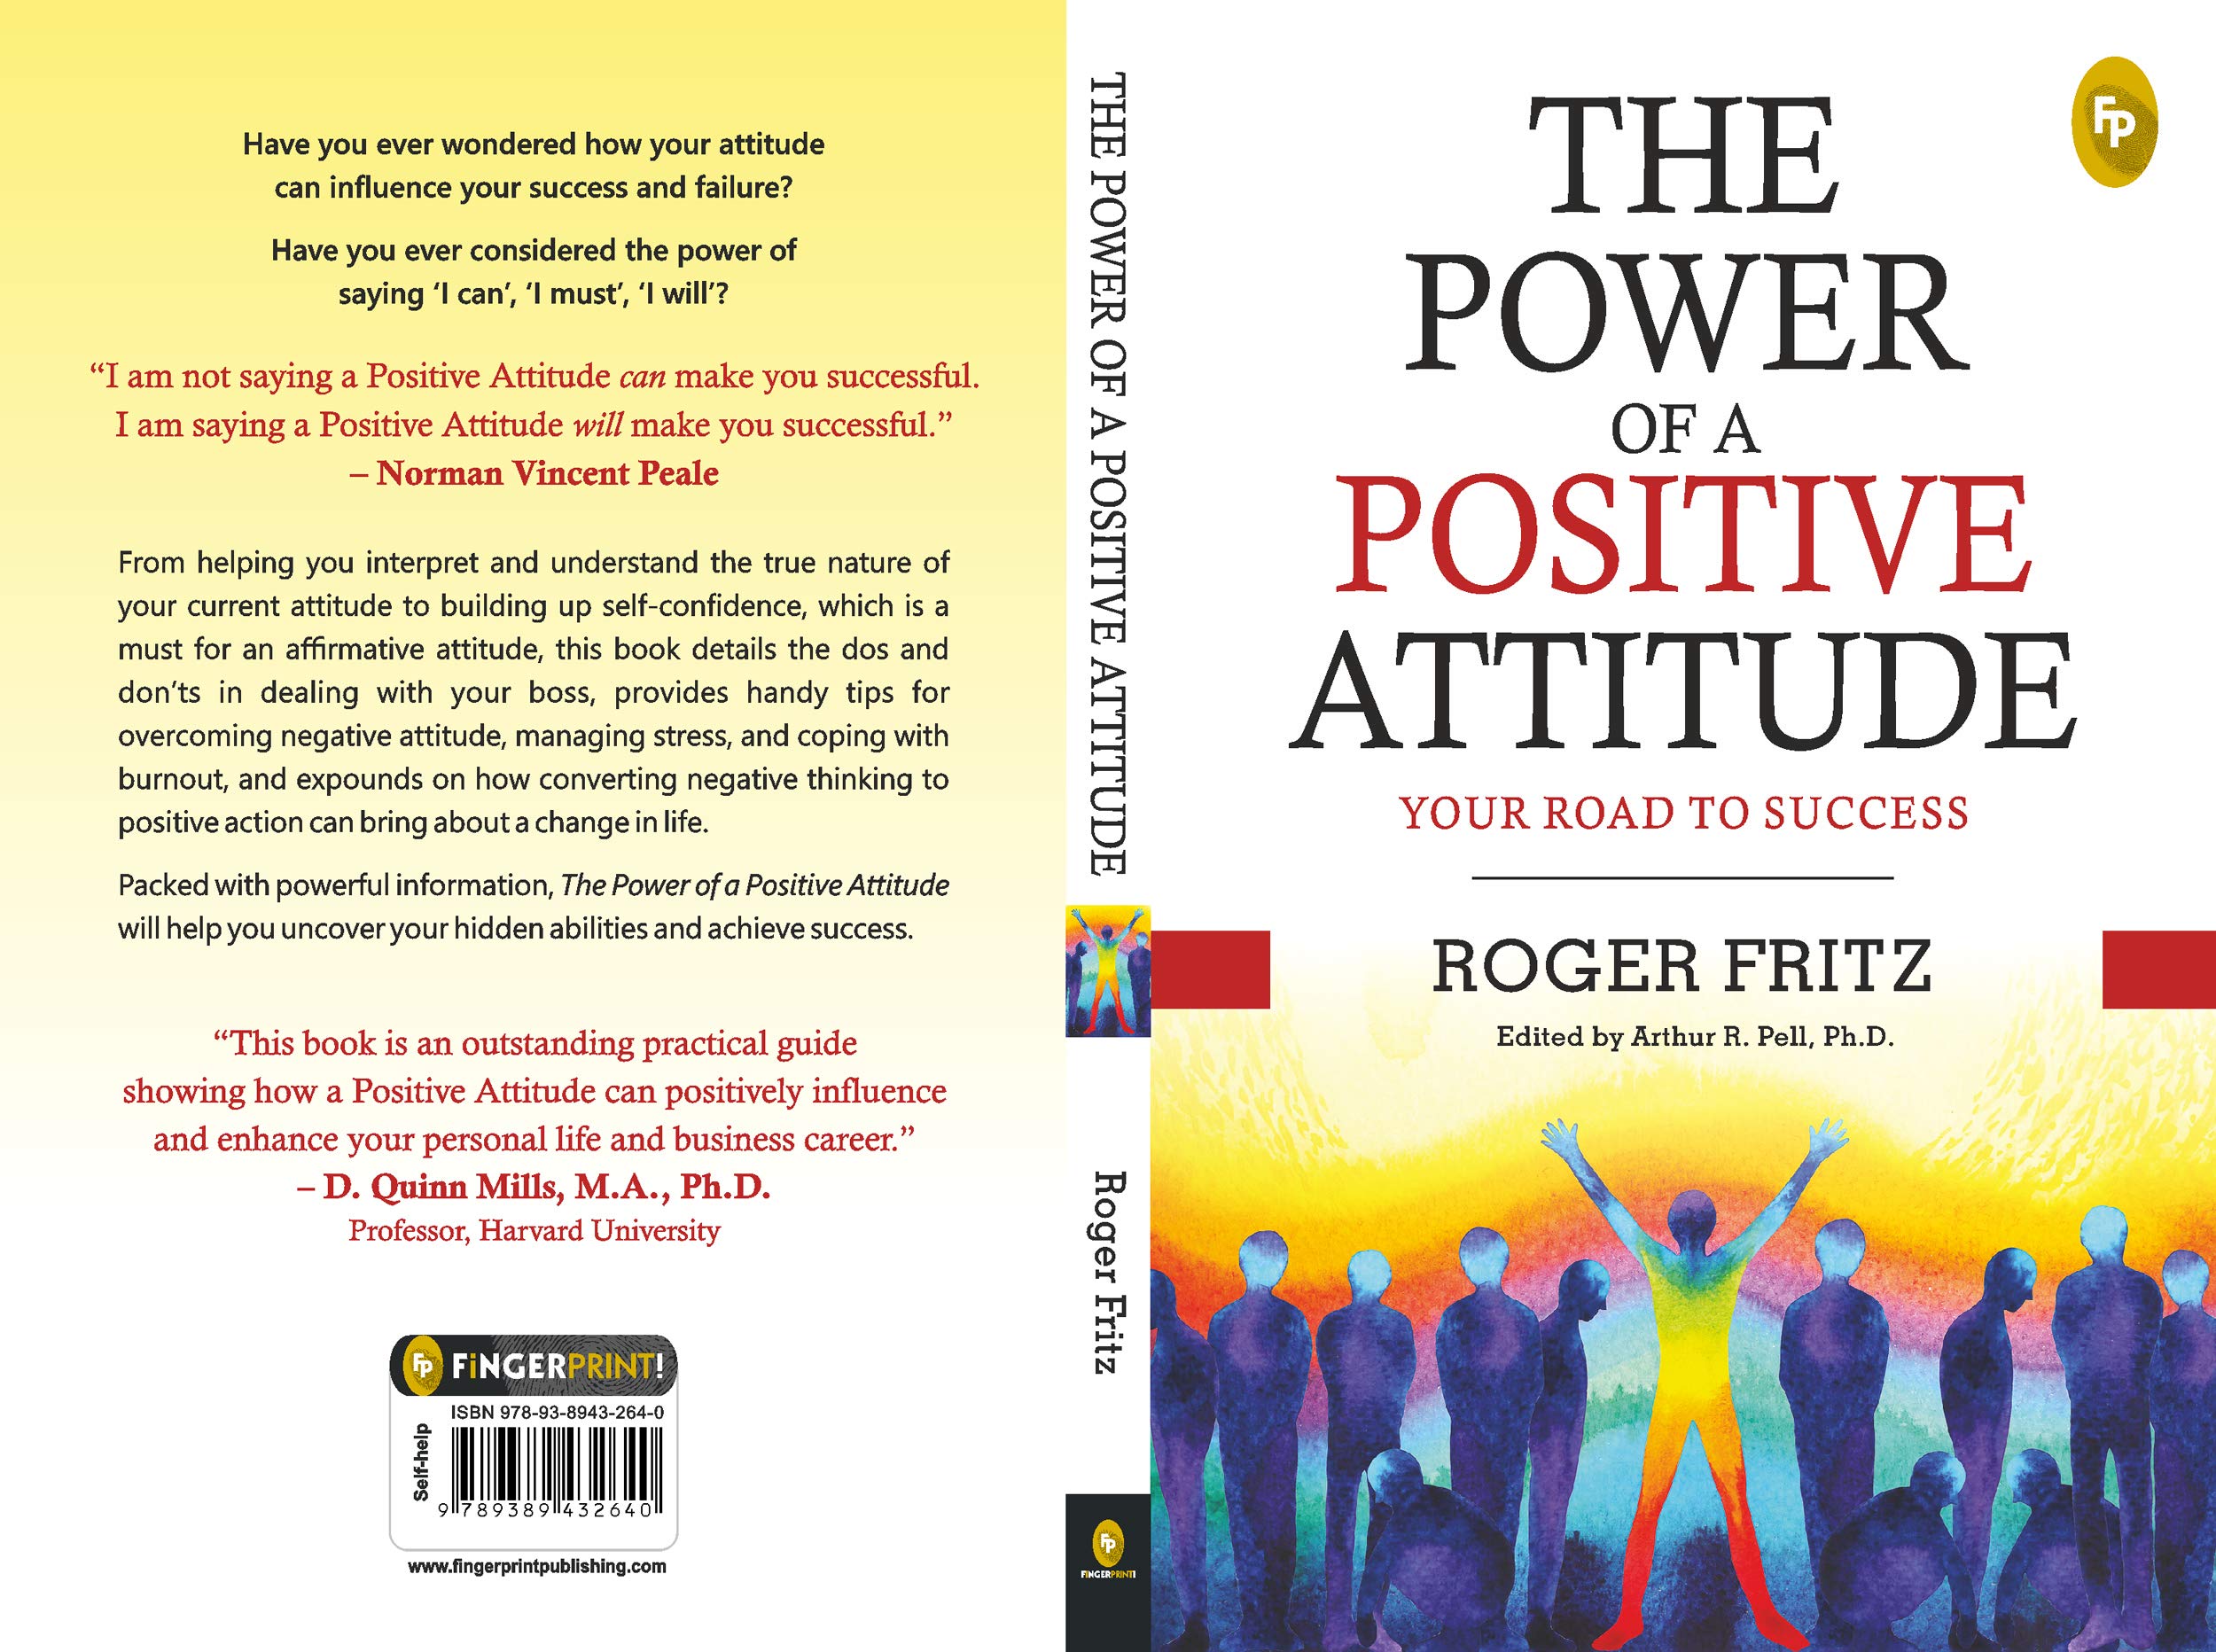 Have you ever wondered how your attitude
can influence your success and failure?
Have you ever considered the power of
saying ‘I can’, ‘I must’, ‘I will’?
“I am not saying a Positive Attitude can make you successful.
I am saying a Positive Attitude will make you successful.”
– Norman Vincent Peale
From helping you interpret and understand the true nature of
your current attitude to building up self-confidence, which is a
must for an affirmative attitude, this book details the dos and
don’ts in dealing with your boss, provides handy tips for
overcoming negative attitude, managing stress, and coping with
burnout, and expounds on how converting negative thinking to
positive action can bring about a change in life.
Packed with powerful information, The Power of a Positive Attitude
will help you uncover your hidden abilities and achieve success.
“This book is an outstanding practical guide
showing how a Positive Attitude can positively influence
and enhance your personal life and business career.”
– D. Quinn Mills, M.A., Ph.D.
Professor, Harvard University
FP FiNGERPRINT!
ISBN 978-93-8943-264-0
Self-help
9 789389 432640
www.fingerprintpublishing.com
THE POWER OF A POSITIVE ATTITUDE
Roger Fritz
FP
FiNGERPRINT!
FP
THE
POWER
OF A
POSITIVE
ATTITUDE
YOUR ROAD TO SUCCESS
ROGER FRITZ
Edited by Arthur R. Pell, Ph.D.